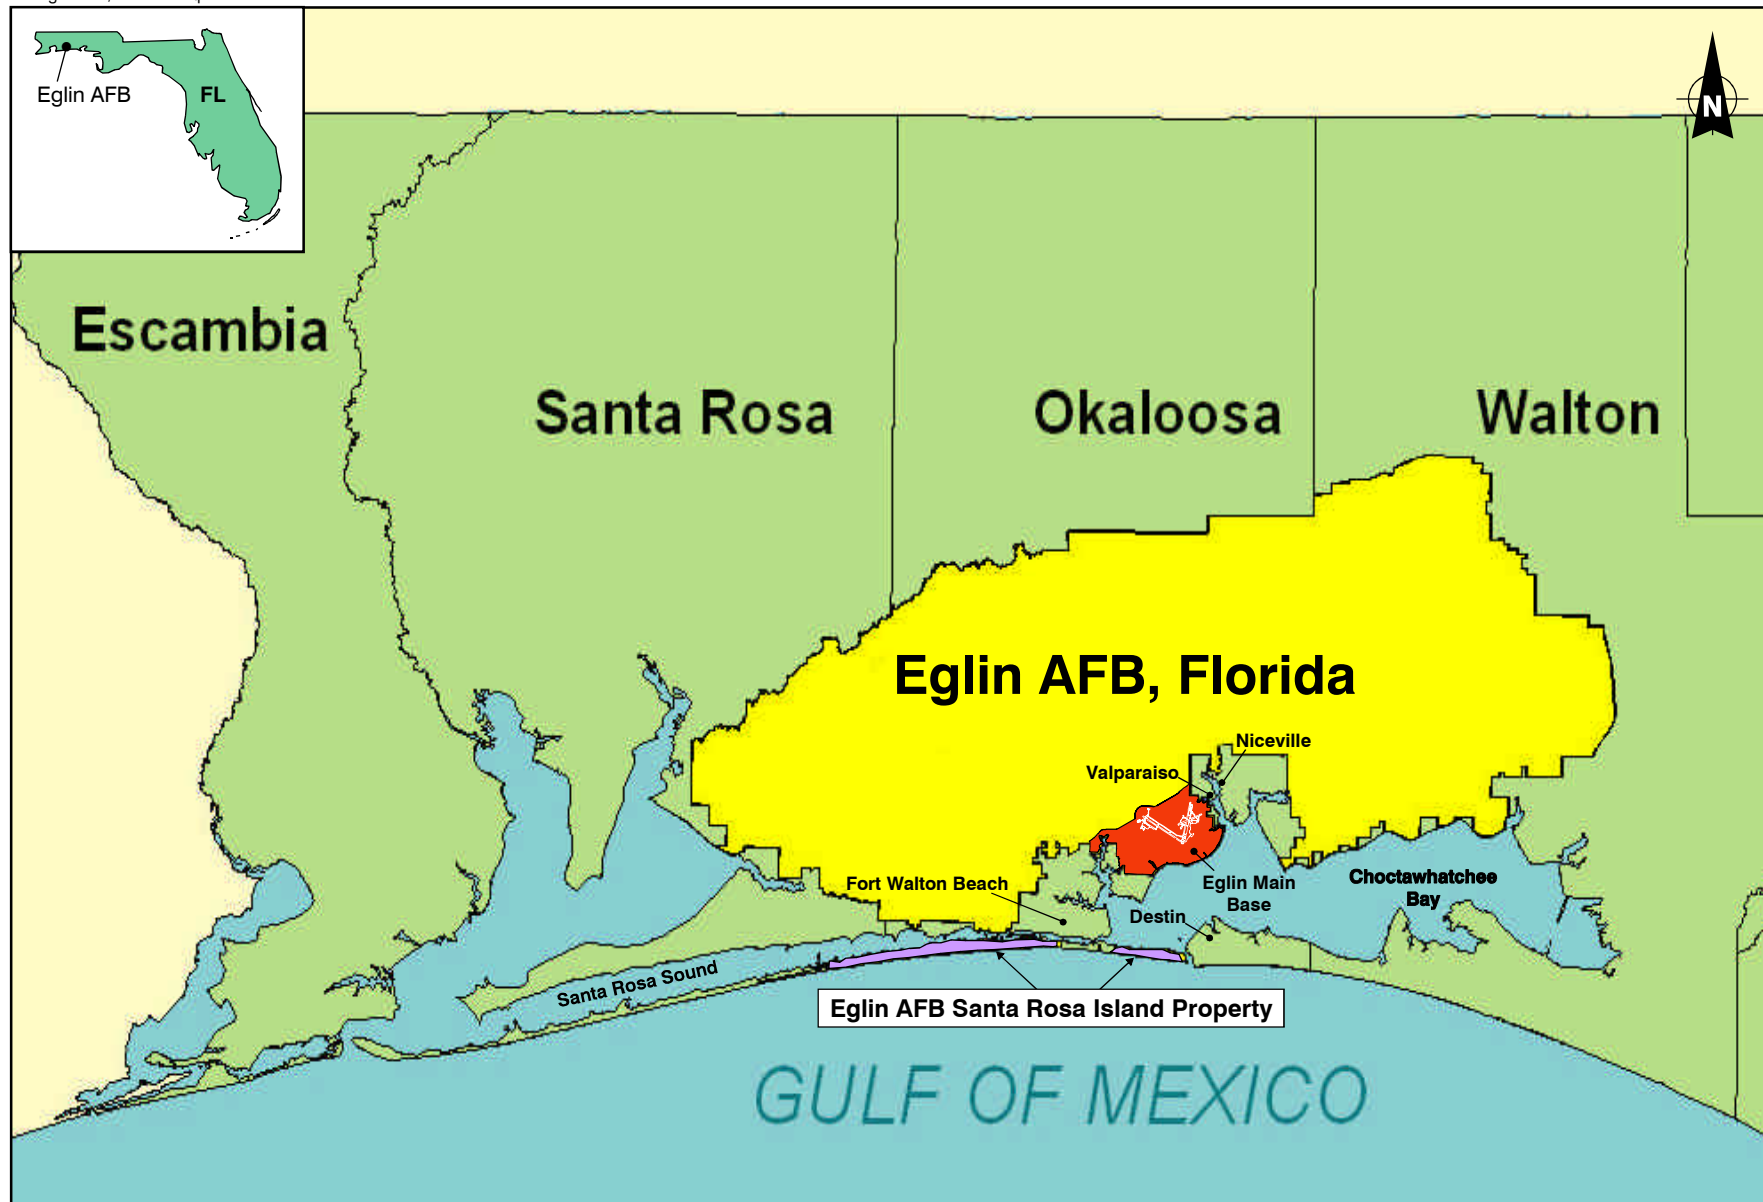 Eglin AFB
FL
N
Escambia
Santa Rosa
Okaloosa
Walton
Eglin AFB, Florida
Niceville
Valparaiso
Fort Walton Beach
Eglin Main
Base
Choctawhatchee
Bay
Destin
Santa Rosa Sound
Eglin AFB Santa Rosa Island Property
GULF OF MEXICO